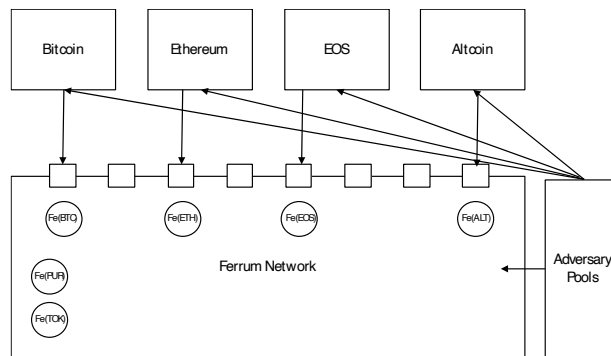 Bitcoin
Ethereum
EOS
Altcoin
Fe(BTC)
Fe(ETH)
Fe(EOS)
Fe(ALT)
Ferrum Network
Adversary
Pools
Fe(PUR)
Fe(TOK)